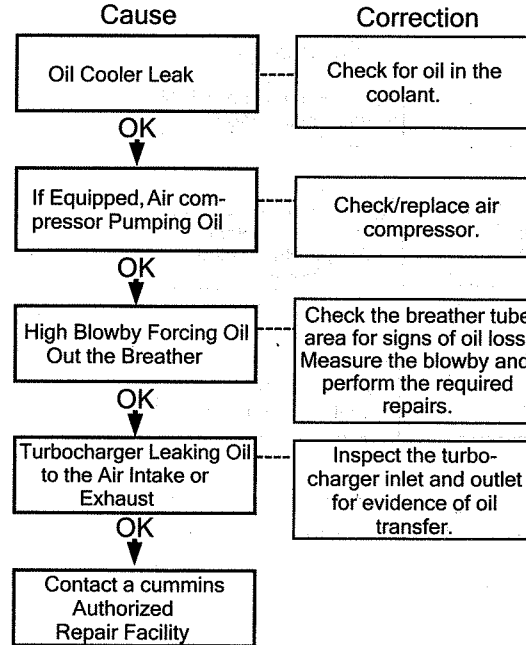 Cause
Correction
Oil Cooler Leak
Check for oil in the
coolant.
OK
If Equipped, Air com-
pressor Pumping Oil
Check/replace air
compressor.
OK
High Blowby Forcing Oil
Out the Breather
Check the breather tube
area for signs of oil loss
Measure the blowby and
perform the required
repairs.
OK
Turbocharger Leaking Oil
to the Air Intake or
Exhaust
Inspect the turbo-
charger inlet and outlet
for evidence of oil
transfer.
OK
Contact a cummins
Authorized
Repair Facility